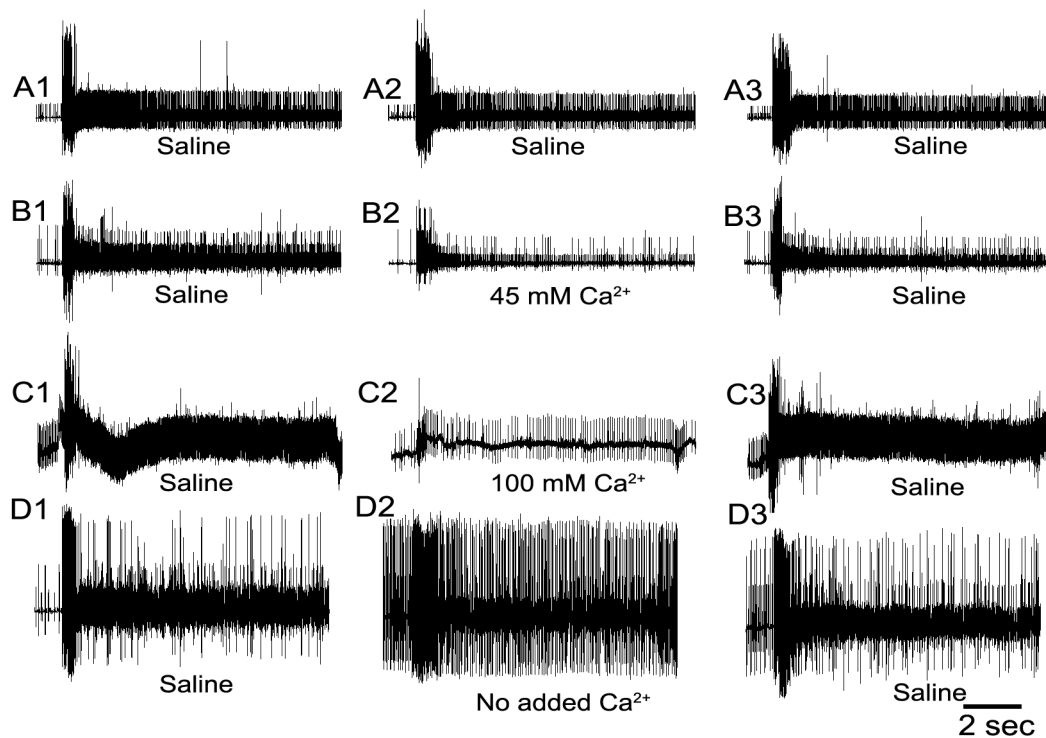 A1
A2
A3
Saline
Saline
Saline
B1
B2
B3
Saline
45 mM Ca²⁺
Saline
C1
C2
C3
Saline
100 mM Ca²⁺
Saline
D1
D2
D3
Saline
No added Ca²⁺
Saline
2 sec